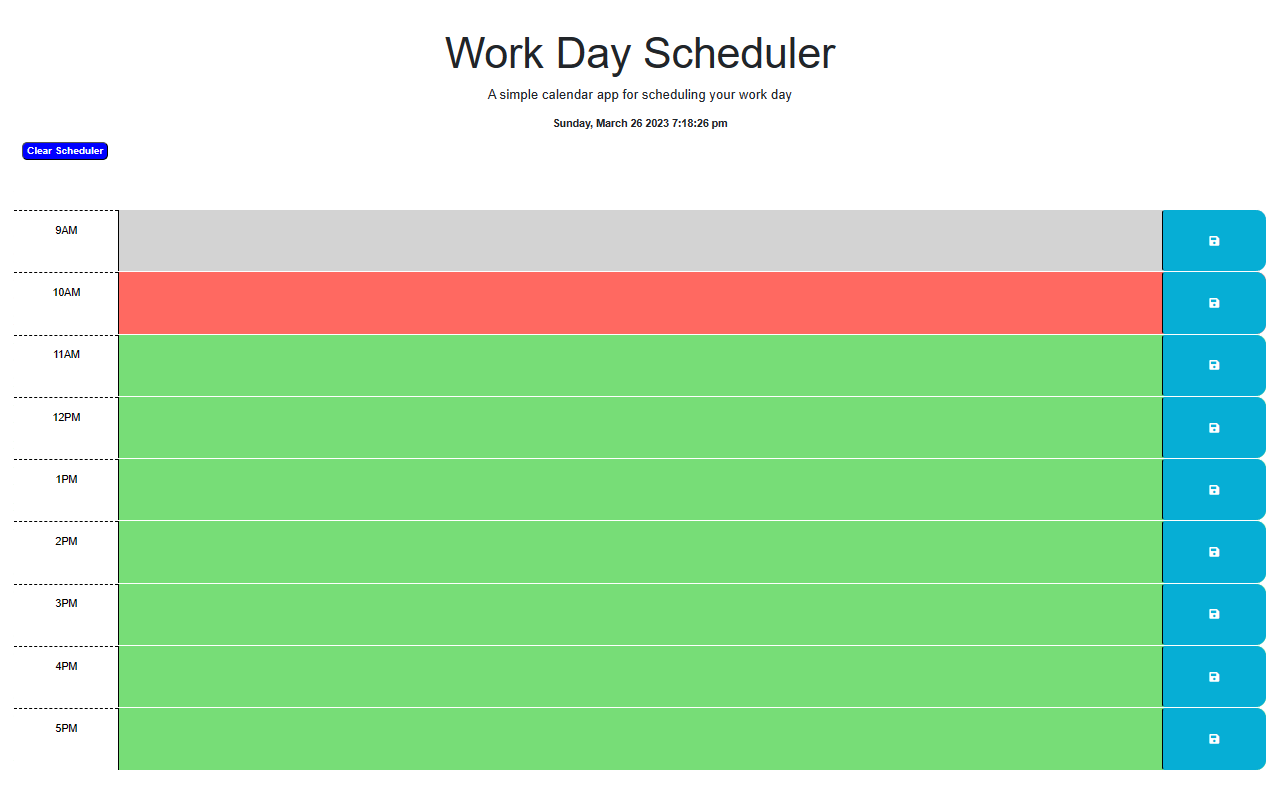 Work Day Scheduler
A simple calendar app for scheduling your work day
Sunday, March 26 2023 7:18:26 pm
Clear Scheduler
9AM
10AM
11AM
12PM
1PM
2PM
3PM
4PM
5PM